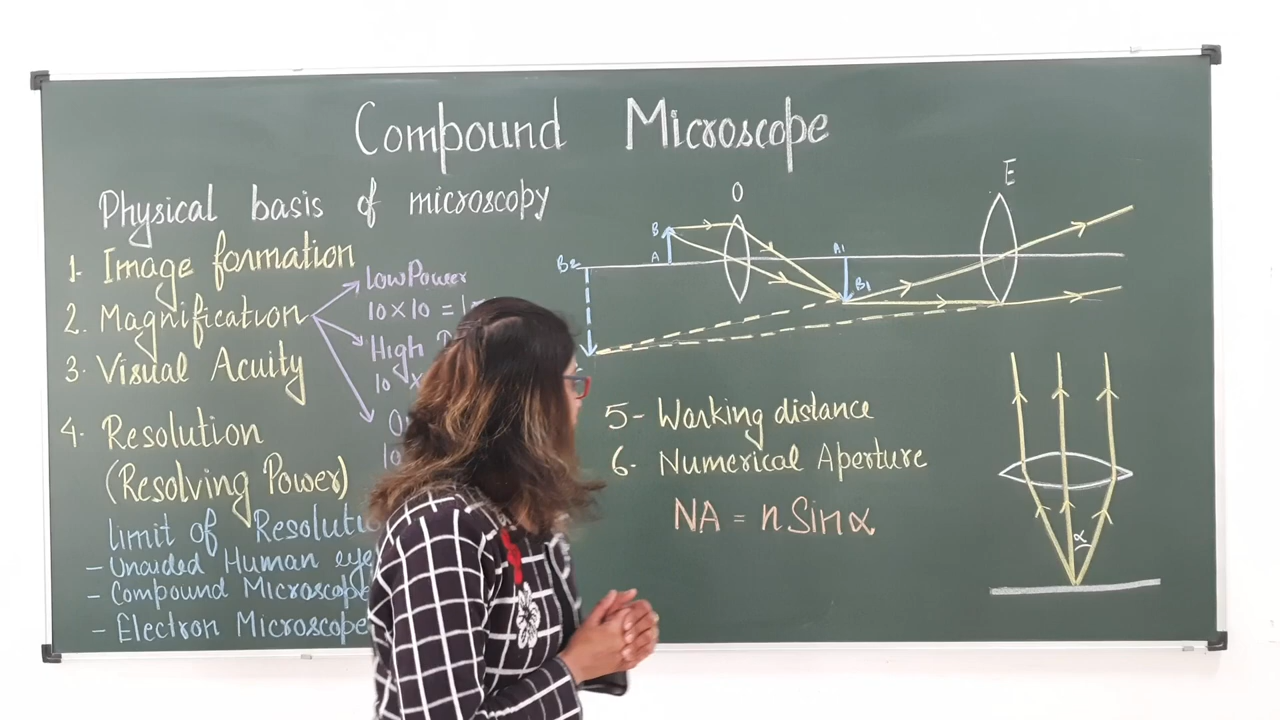 Compound Microscope
Physical basis of microscopy
1. Image formation
2. Magnification
low Power
10×10 =
High
10 ×
10
3. Visual Acuity
4. Resolution
(Resolving Power)
limit of
- Unaided Human eye
- Compound Microscope
- Electron Microscope
O
E
B
A
A1
B1
B2
5- Working distance
6- Numerical Aperture
NA = n Sin α
α